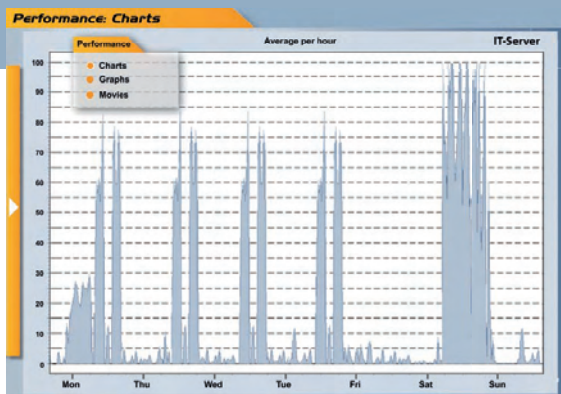 Performance: Charts
Performance
Average per hour
IT-Server
Charts
Graphs
Movies
100
90
80
70
60
50
40
30
20
10
0
Mon Thu Wed Tue Fri Sat Sun